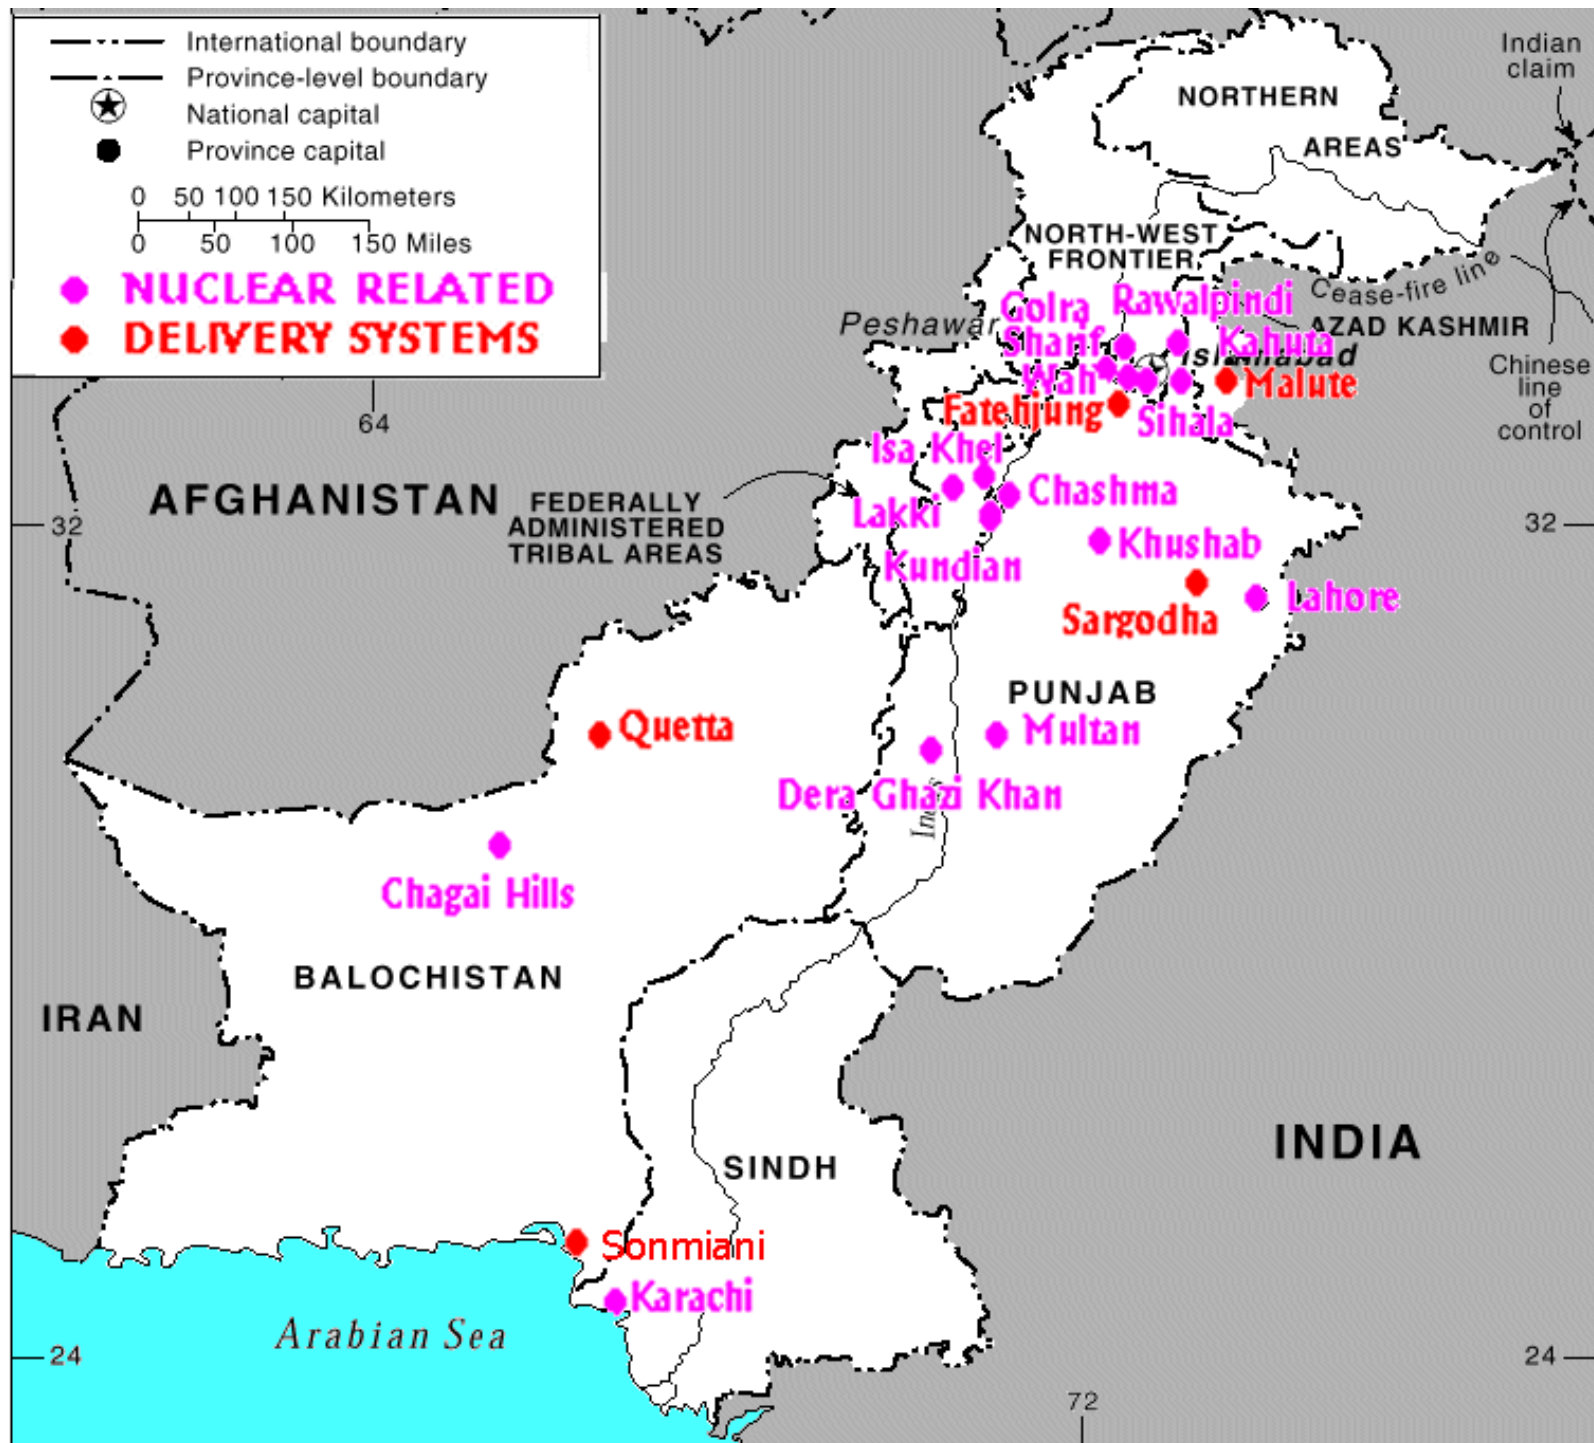 International boundary
Province-level boundary
National capital
Province capital
0 50 100 150 Kilometers
0 50 100 150 Miles
NUCLEAR RELATED
DELIVERY SYSTEMS
Indian
claim
NORTHERN
AREAS
NORTH-WEST
FRONTIER
Cease-fire line
Golra
Sharif
Rawalpindi
AZAD KASHMIR
Peshawar
Kahuta
Islamabad
Wah
Malute
Chinese
line
of
control
Fatehjung
Sihala
64
Isa Khel
AFGHANISTAN
FEDERALLY
ADMINISTERED
TRIBAL AREAS
Chashma
Lakki
32
32
Khushab
Kundian
Lahore
Sargodha
PUNJAB
Quetta
Multan
Dera Ghazi Khan
Indus
Chagai Hills
BALOCHISTAN
IRAN
INDIA
SINDH
Sonmiani
Karachi
Arabian Sea
24
24
72